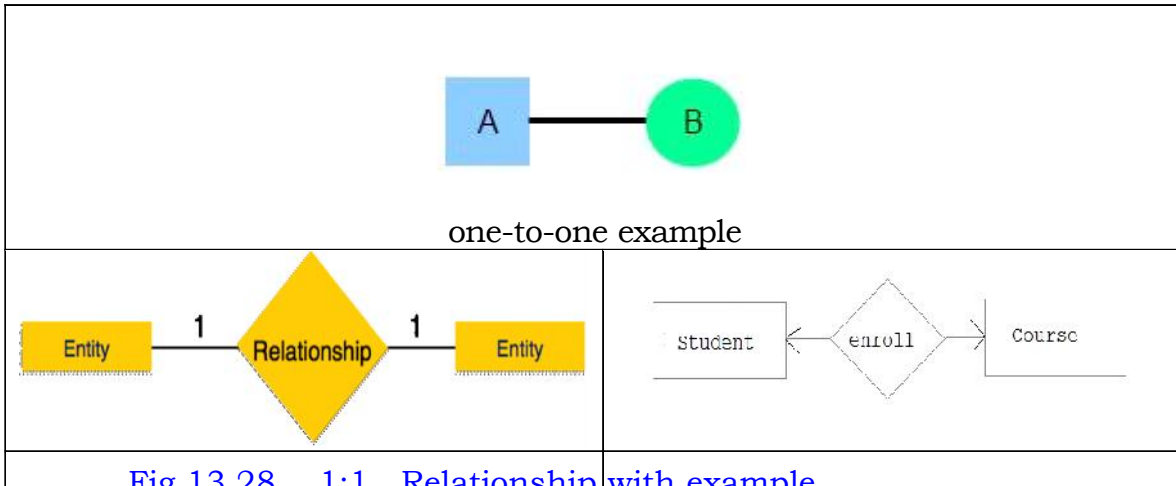 A B
one-to-one example
Entity 1 Relationship 1 Entity
Student enroll Course
Fig 13.28 1:1 Relationship with example